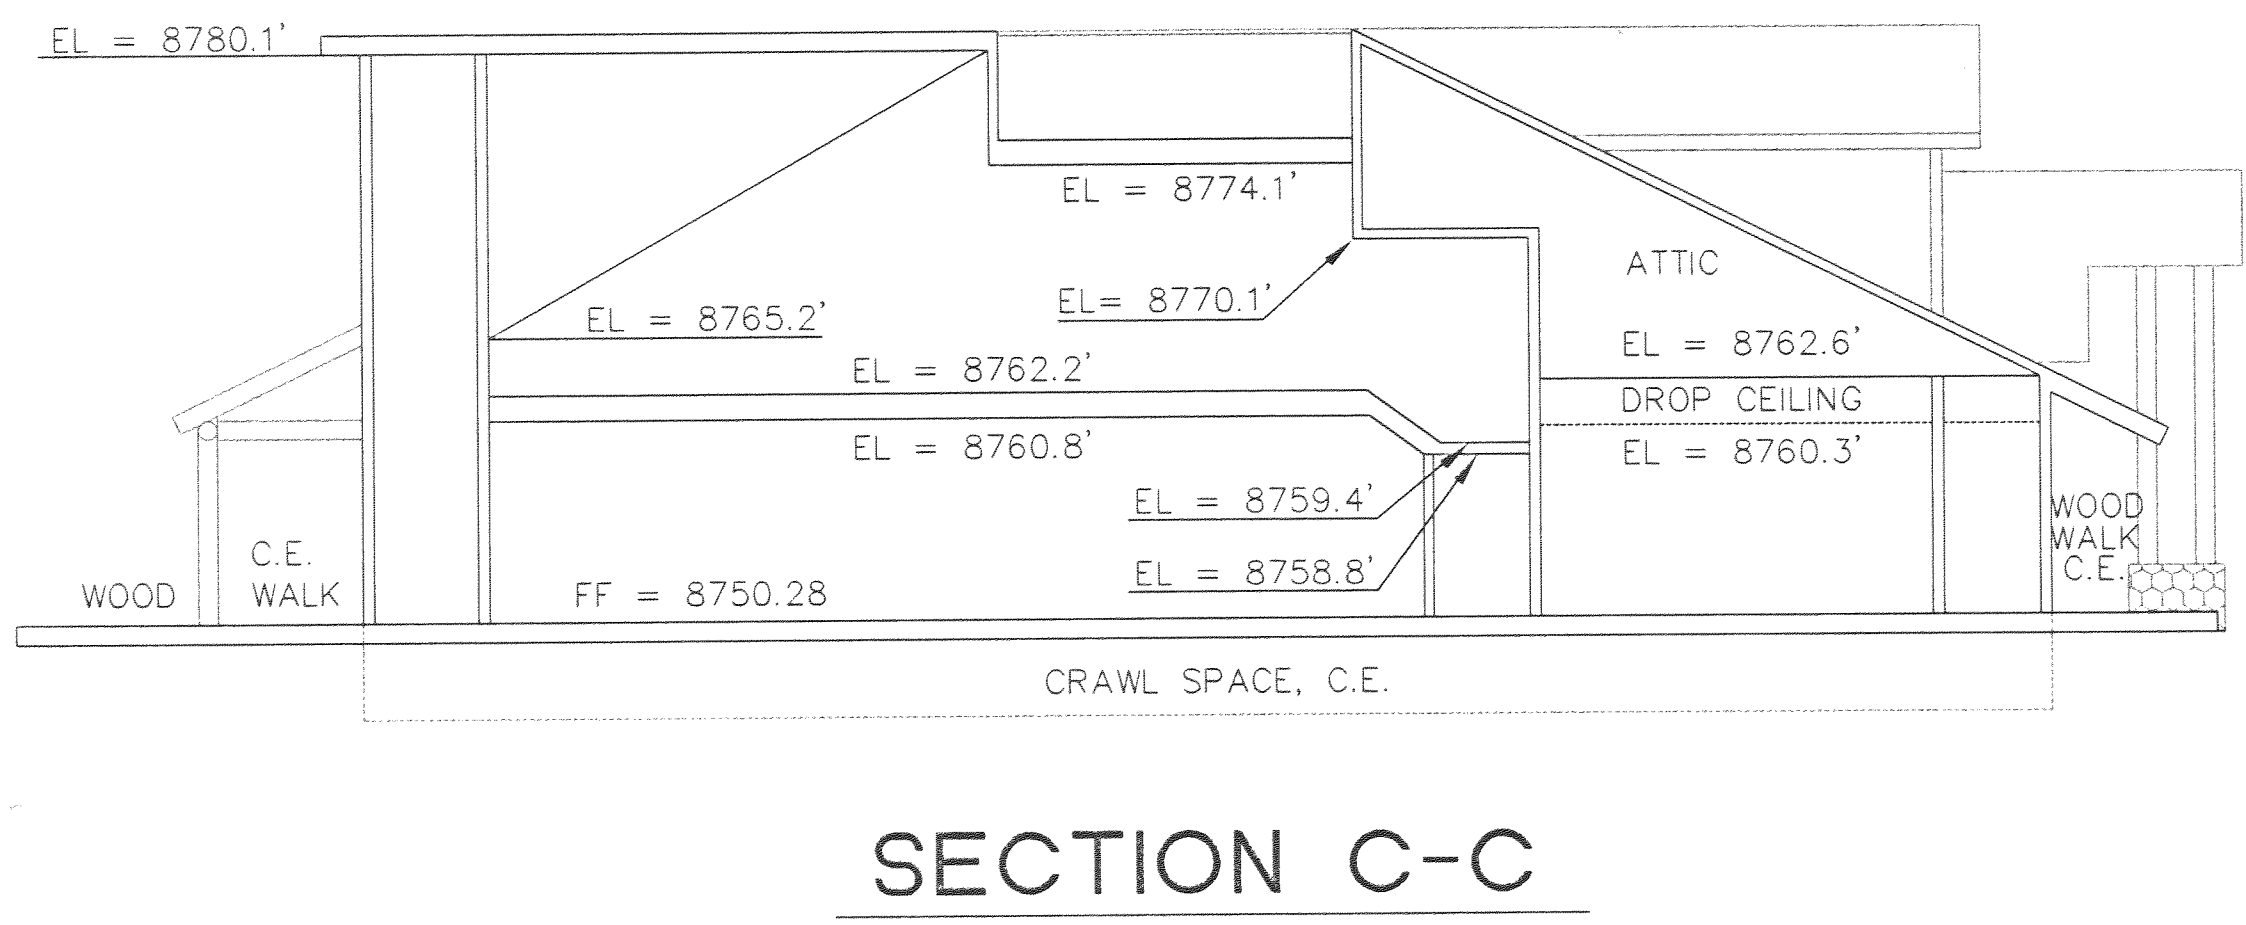 EL = 8780.1'
EL = 8774.1'
ATTIC
EL= 8770.1'
EL = 8765.2'
EL = 8762.6'
EL = 8762.2'
DROP CEILING
EL = 8760.8'
EL = 8760.3'
EL = 8759.4'
WOOD
WALK
C.E.
EL = 8758.8'
C.E.
WALK
WOOD
FF = 8750.28
CRAWL SPACE, C.E.
SECTION C-C